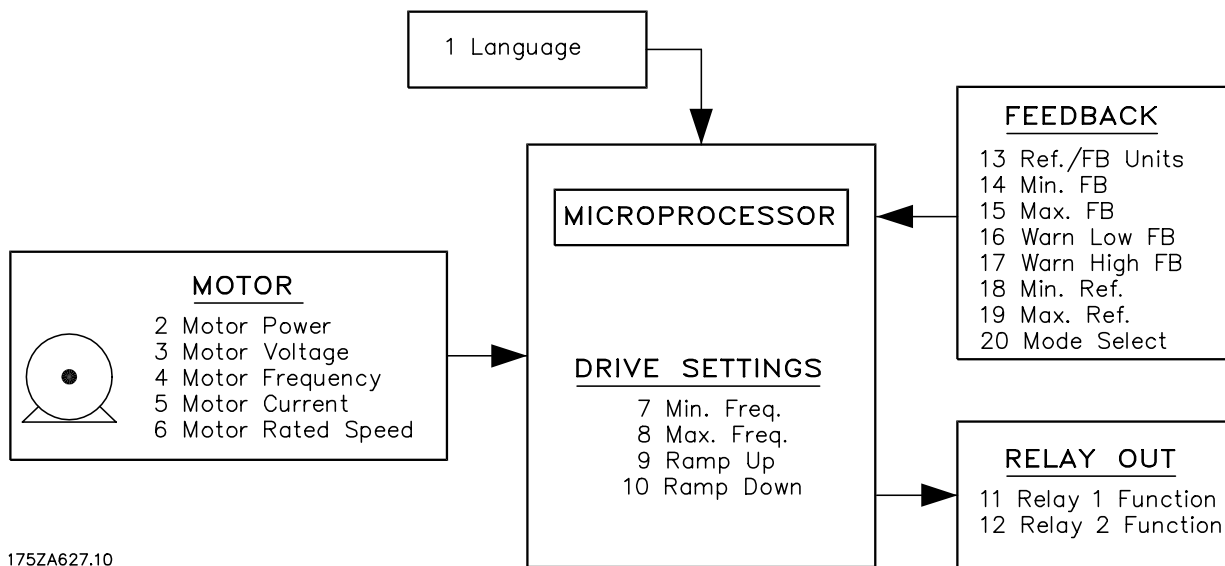 1 Language
MICROPROCESSOR
DRIVE SETTINGS
7 Min. Freq.
8 Max. Freq.
9 Ramp Up
10 Ramp Down
MOTOR
2 Motor Power
3 Motor Voltage
4 Motor Frequency
5 Motor Current
6 Motor Rated Speed
FEEDBACK
13 Ref./FB Units
14 Min. FB
15 Max. FB
16 Warn Low FB
17 Warn High FB
18 Min. Ref.
19 Max. Ref.
20 Mode Select
RELAY OUT
11 Relay 1 Function
12 Relay 2 Function
175ZA627.10